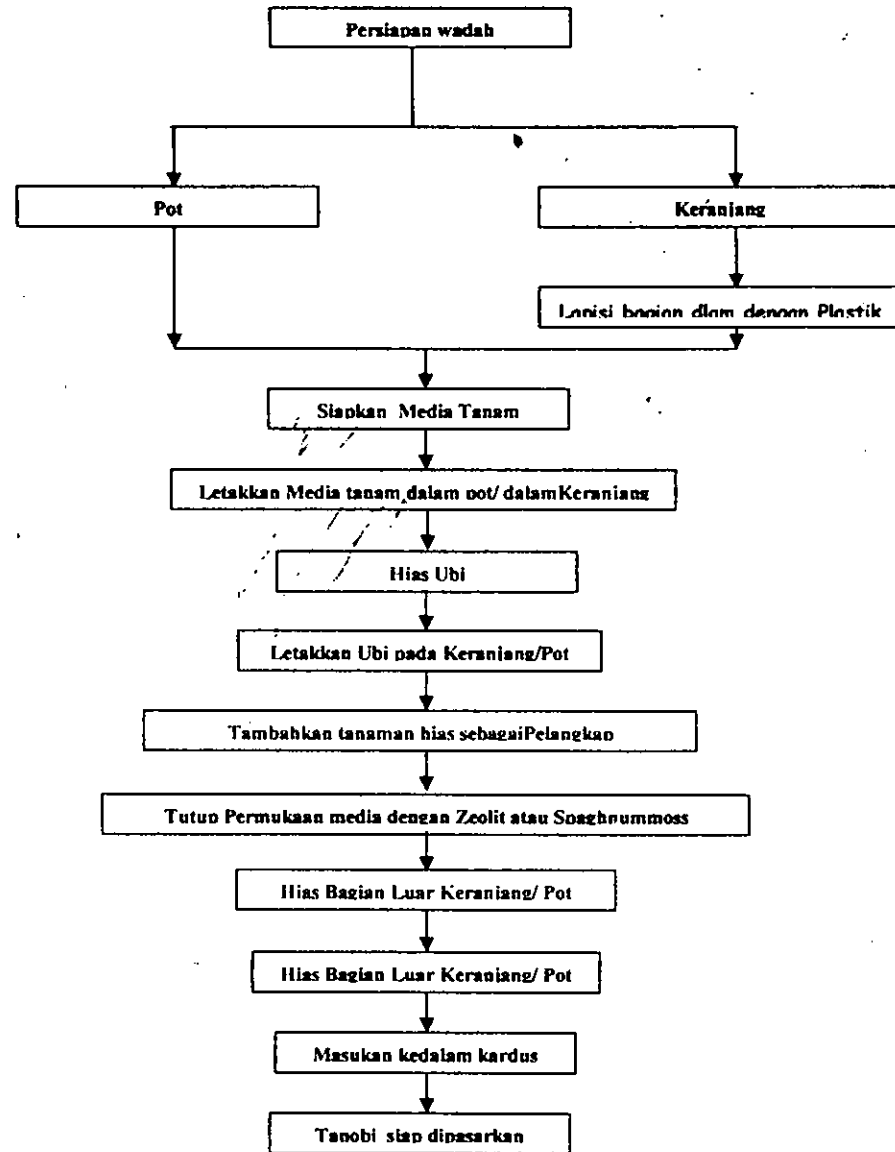 Persiapan wadah
Pot
Keranjang
Lapisi bagian dlam dengan Plastik
Siapkan Media Tanam
Letakkan Media tanam dalam pot/ dalamKeranjang
Hias Ubi
Letakkan Ubi pada Keranjang/Pot
Tambahkan tanaman hias sebagaiPelangkap
Tutup Permukaan media dengan Zeolit atau Spaghnummoss
Hias Bagian Luar Keranjang/ Pot
Hias Bagian Luar Keranjang/ Pot
Masukan kedalam kardus
Tanobi siap dipasarkan